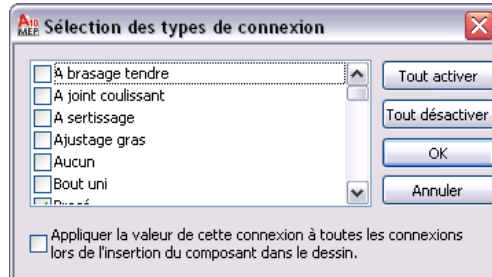 A10
MEP
Sélection des types de connexion
A brasage tendre
A joint coulissant
A sertissage
Ajustage gras
Aucun
Bout uni
Tout activer
Tout désactiver
OK
Annuler
Appliquer la valeur de cette connexion à toutes les connexions
lors de l'insertion du composant dans le dessin.